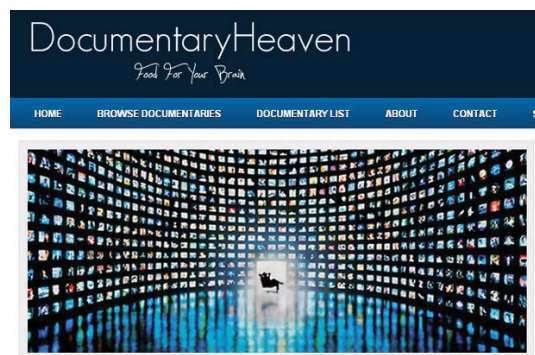 DocumentaryHeaven
Food For Your Brain
HOME BROWSE DOCUMENTARIES DOCUMENTARY LIST ABOUT CONTACT